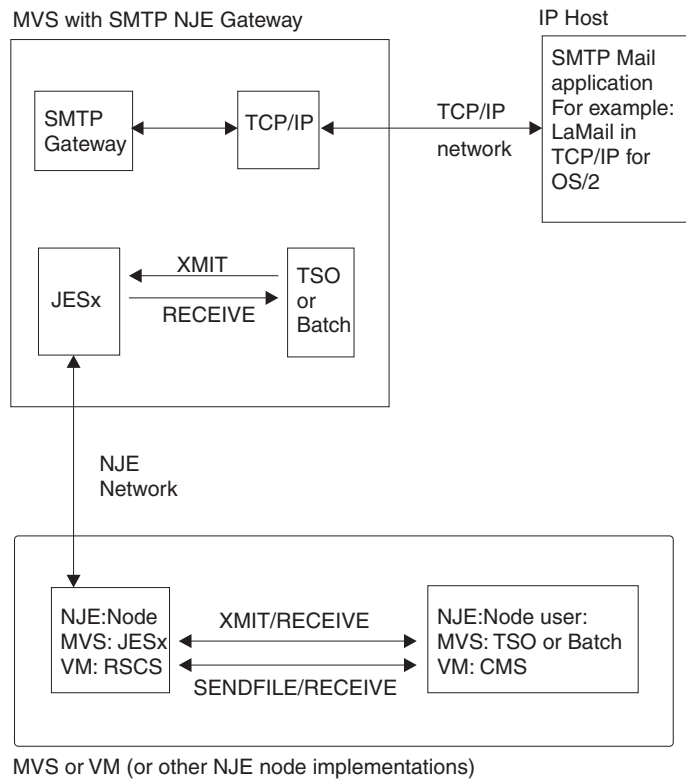 MVS with SMTP NJE Gateway
IP Host
SMTP
Gateway
TCP/IP
TCP/IP
network
SMTP Mail
application
For example:
LaMail in
TCP/IP for
OS/2
JESx
XMIT
RECEIVE
TSO
or
Batch
NJE
Network
NJE:Node
MVS: JESx
VM: RSCS
XMIT/RECEIVE
SENDFILE/RECEIVE
NJE:Node user:
MVS: TSO or Batch
VM: CMS
MVS or VM (or other NJE node implementations)